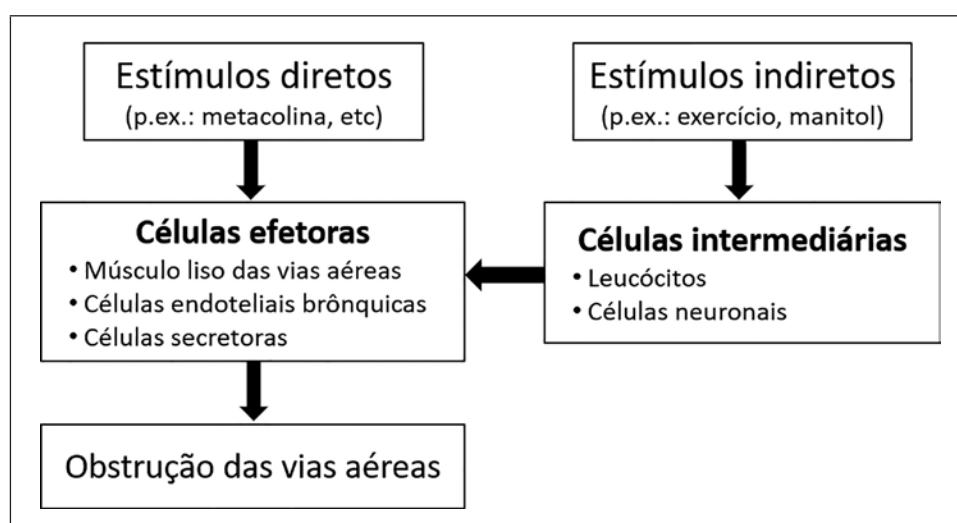 Estímulos diretos
(p.ex.: metacolina, etc)
Estímulos indiretos
(p.ex.: exercício, manitol)
Células efetoras
• Músculo liso das vias aéreas
• Células endoteliais brônquicas
• Células secretoras
Células intermediárias
• Leucócitos
• Células neuronais
Obstrução das vias aéreas